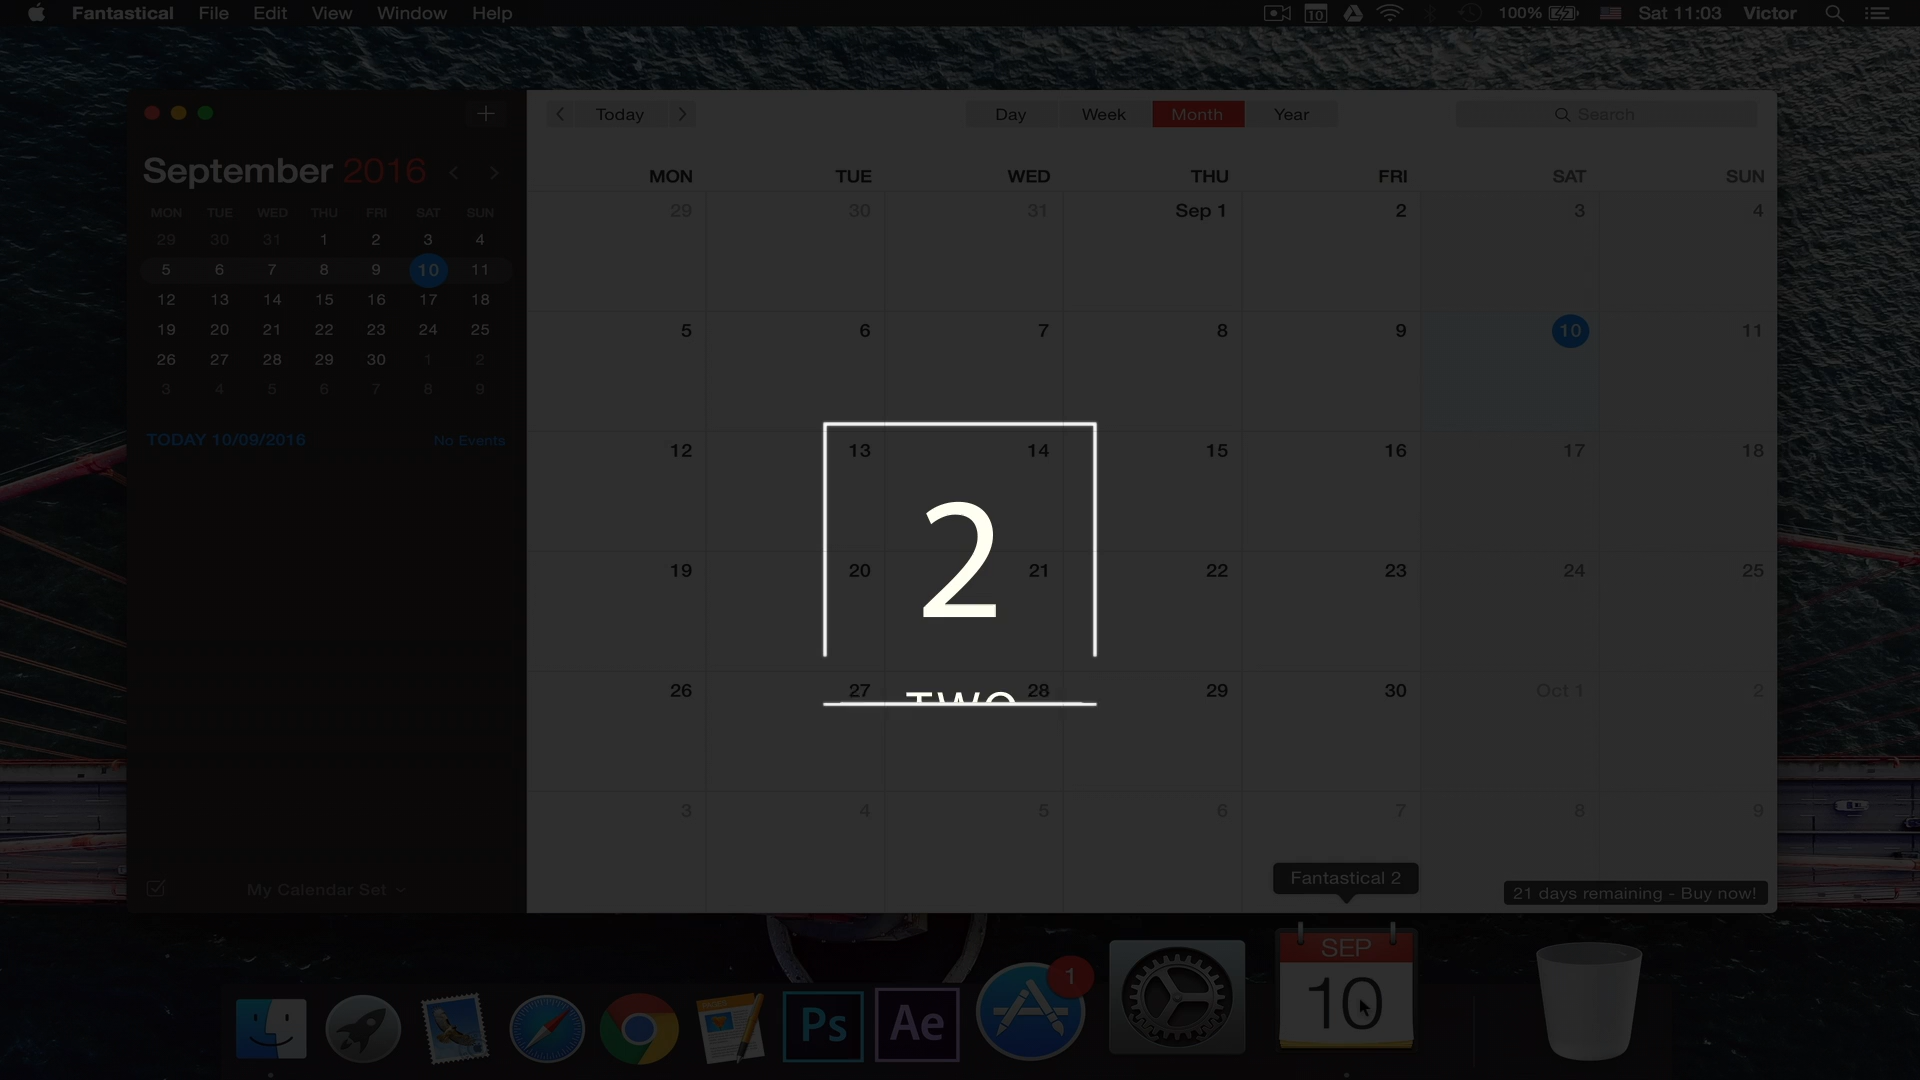 Fantastical File Edit View Window Help
10 100% Sat 11:03 Victor
Today
Day Week Month Year
Search
September 2016
MON TUE WED THU FRI SAT SUN
29 30 31 1 2 3 4
5 6 7 8 9 10 11
12 13 14 15 16 17 18
19 20 21 22 23 24 25
26 27 28 29 30 1 2
3 4 5 6 7 8 9
TODAY 10/09/2016 No Events
My Calendar Set
MON TUE WED THU FRI SAT SUN
29 30 31 Sep 1 2 3 4
5 6 7 8 9 10 11
12 13 14 15 16 17 18
19 20 21 22 23 24 25
26 27 28 29 30 Oct 1 2
3 4 5 6 7 8 9
2
TWO
Fantastical 2
21 days remaining - Buy now!
Ps
Ae
1
SEP
10